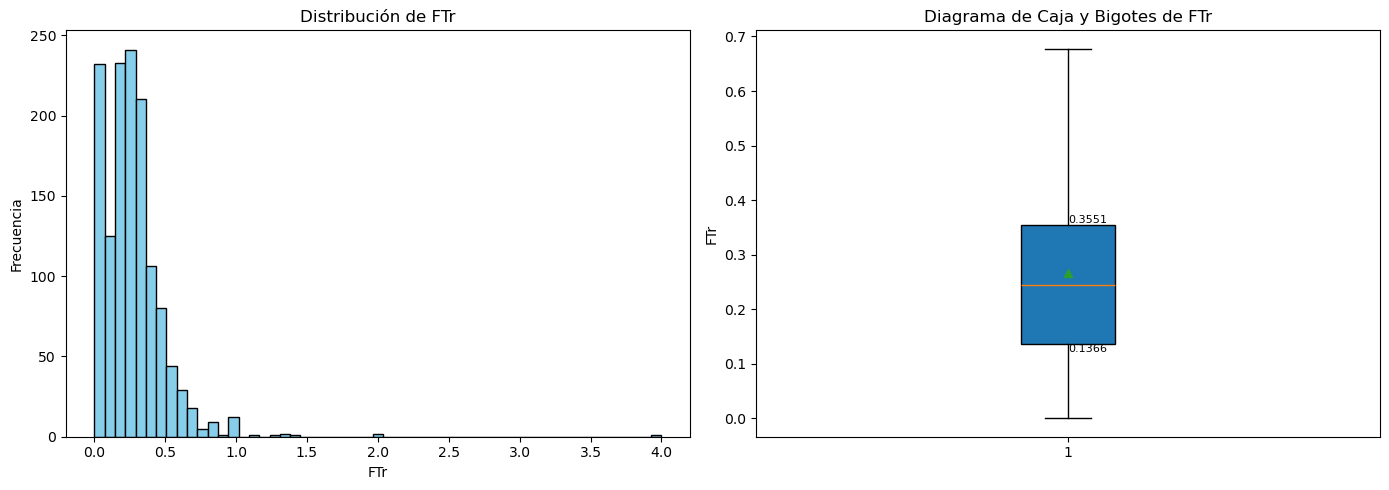 Distribución de FTr
250
200
150
100
50
0
Frecuencia
0.0 0.5 1.0 1.5 2.0 2.5 3.0 3.5 4.0
FTr
Diagrama de Caja y Bigotes de FTr
0.7
0.6
0.5
0.4
0.3
0.2
0.1
0.0
FTr
0.3551
0.1366
1